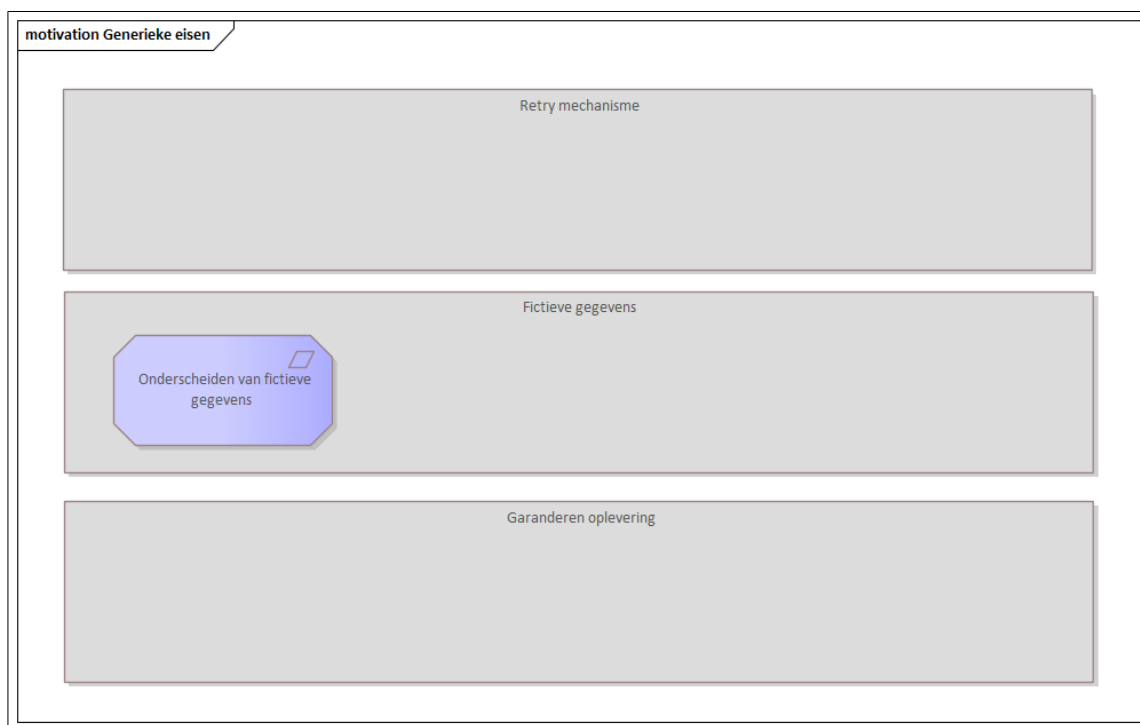 motivation Generieke eisen
Retry mechanisme
Fictieve gegevens
Onderscheiden van fictieve
gegevens
Garanderen oplevering